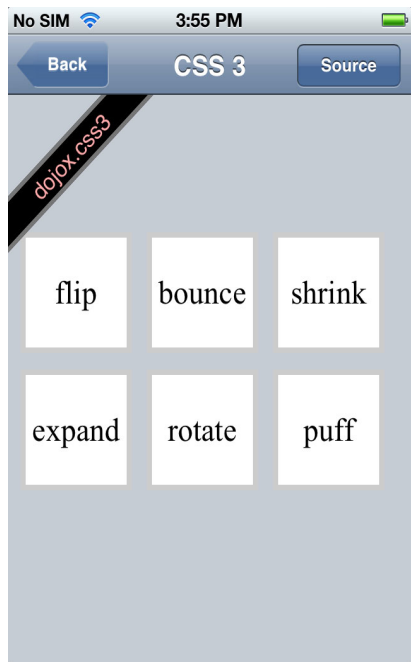 No SIM 3:55 PM
Back CSS 3 Source
dojox.css3
flip bounce shrink
expand rotate puff